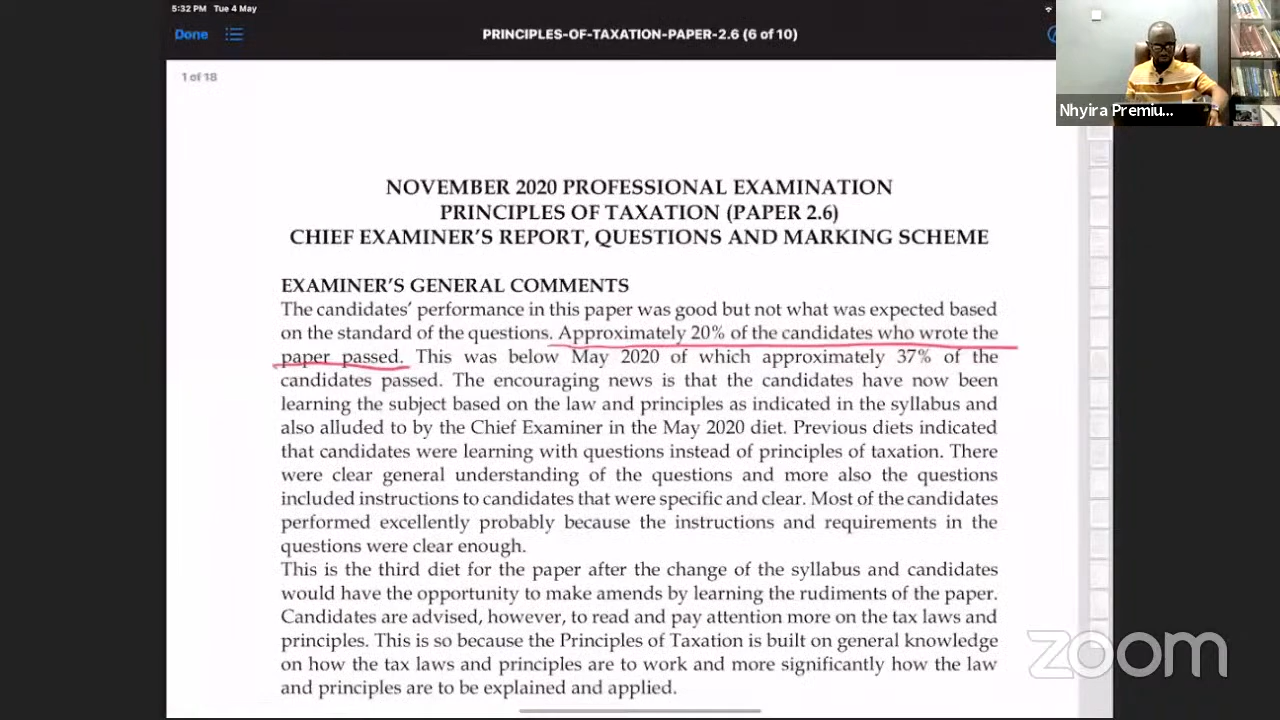 5:32 PM Tue 4 May
Done
PRINCIPLES-OF-TAXATION-PAPER-2.6 (6 of 10)
Nhyira Premiu...
1 of 18
NOVEMBER 2020 PROFESSIONAL EXAMINATION
PRINCIPLES OF TAXATION (PAPER 2.6)
CHIEF EXAMINER'S REPORT, QUESTIONS AND MARKING SCHEME
EXAMINER'S GENERAL COMMENTS
The candidates' performance in this paper was good but not what was expected based
on the standard of the questions. Approximately 20% of the candidates who wrote the
paper passed. This was below May 2020 of which approximately 37% of the
candidates passed. The encouraging news is that the candidates have now been
learning the subject based on the law and principles as indicated in the syllabus and
also alluded to by the Chief Examiner in the May 2020 diet. Previous diets indicated
that candidates were learning with questions instead of principles of taxation. There
were clear general understanding of the questions and more also the questions
included instructions to candidates that were specific and clear. Most of the candidates
performed excellently probably because the instructions and requirements in the
questions were clear enough.
This is the third diet for the paper after the change of the syllabus and candidates
would have the opportunity to make amends by learning the rudiments of the paper.
Candidates are advised, however, to read and pay attention more on the tax laws and
principles. This is so because the Principles of Taxation is built on general knowledge
on how the tax laws and principles are to work and more significantly how the law
and principles are to be explained and applied.
zoom